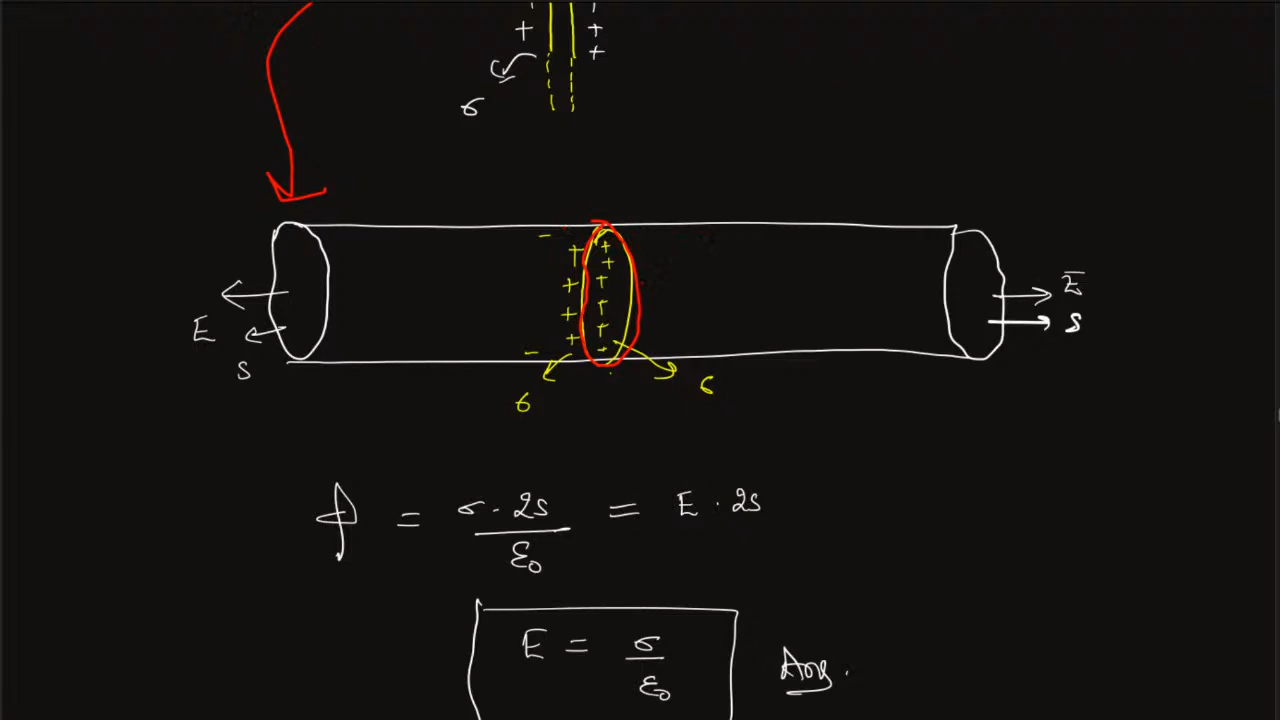 + +
+
σ
E̅
E S
S
σ σ
ϕ = σ · 2s / ε₀ = E · 2s
E = σ / ε₀ Ans.